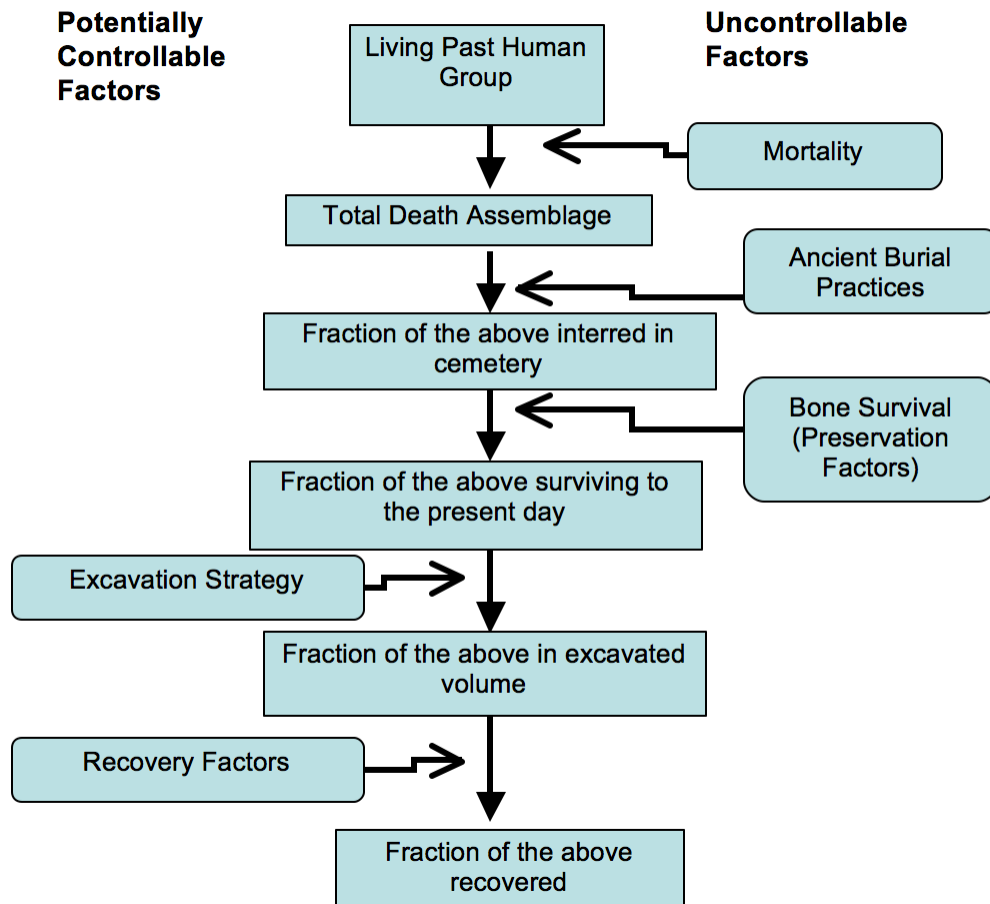 Potentially
Controllable
Factors
Uncontrollable
Factors
Living Past Human
Group
Mortality
Total Death Assemblage
Ancient Burial
Practices
Fraction of the above interred in
cemetery
Bone Survival
(Preservation
Factors)
Fraction of the above surviving to
the present day
Excavation Strategy
Fraction of the above in excavated
volume
Recovery Factors
Fraction of the above
recovered